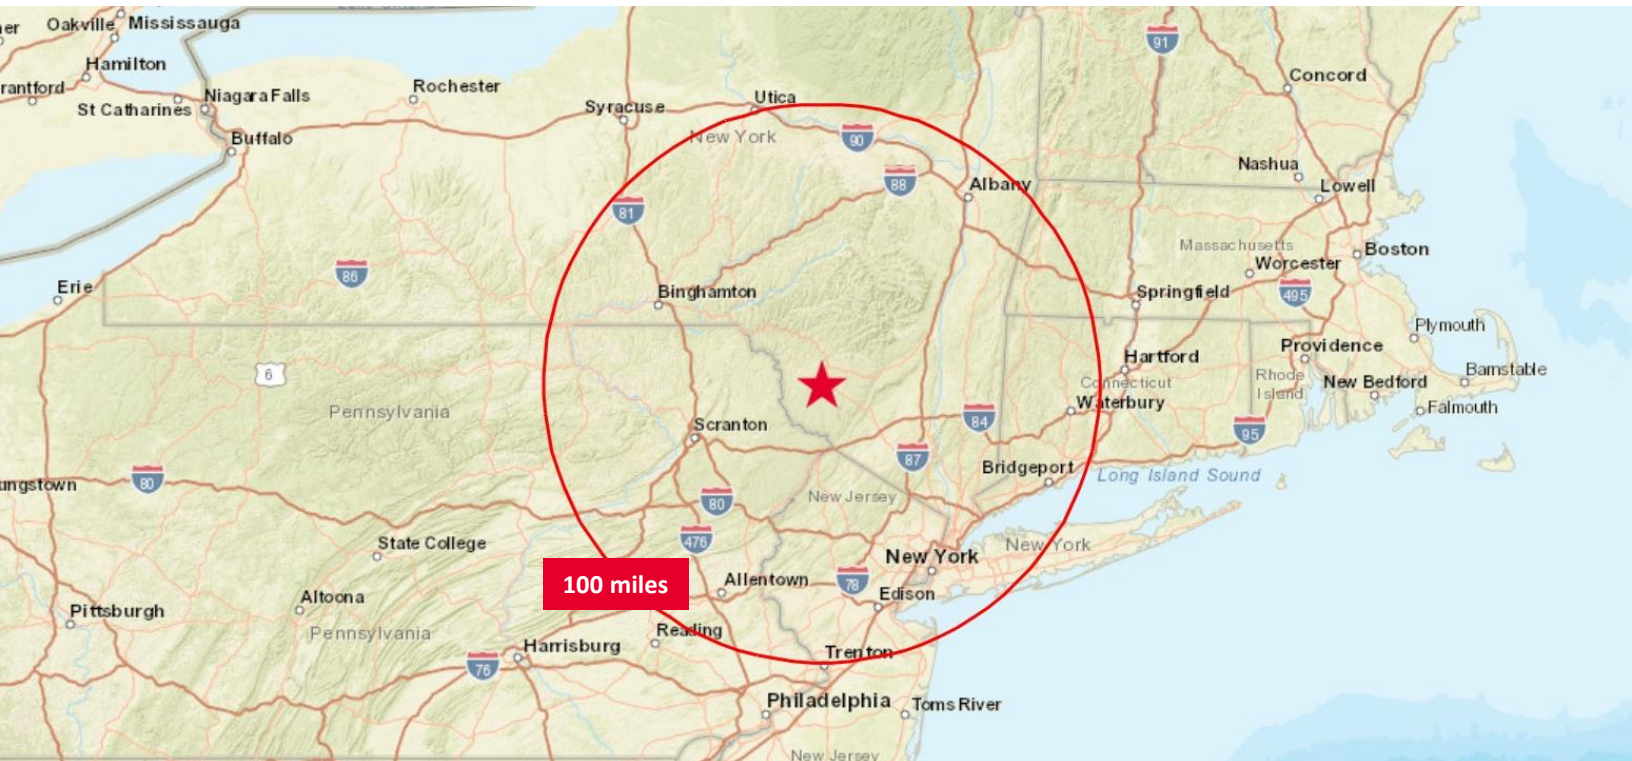 Oakville
Mississauga
Hamilton
rantford
St Catharines
Niagara Falls
Buffalo
Rochester
Syracuse
Utica
New York
90
88
Albany
81
91
Concord
Nashua
Lowell
Massachusetts
Worcester
Boston
495
Springfield
Plymouth
Providence
Hartford
Connecticut
Waterbury
Rhode
Island
New Bedford
Barnstable
Falmouth
95
86
Erie
Binghamton
6
Pennsylvania
Scranton
84
87
Bridgeport
Long Island Sound
ungstown
80
80
New Jersey
476
State College
New York
New York
100 miles
Allentown
78
Edison
Altoona
Pittsburgh
Pennsylvania
Harrisburg
Reading
Trenton
76
Philadelphia
Toms River
New Jersey